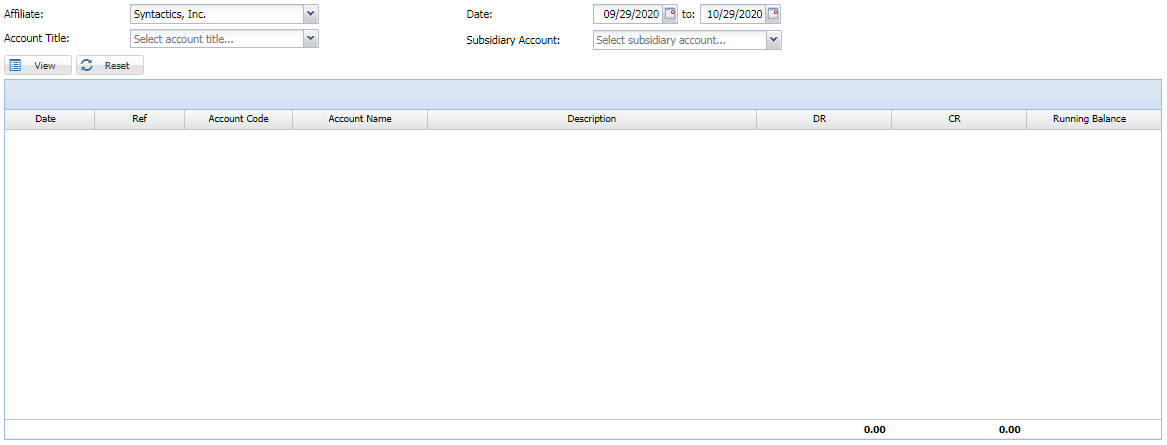 Affiliate: Syntactics, Inc. Date: 09/29/2020 to: 10/29/2020
Account Title: Select account title... Subsidiary Account: Select subsidiary account...
View Reset
Date Ref Account Code Account Name Description DR CR Running Balance
0.00 0.00